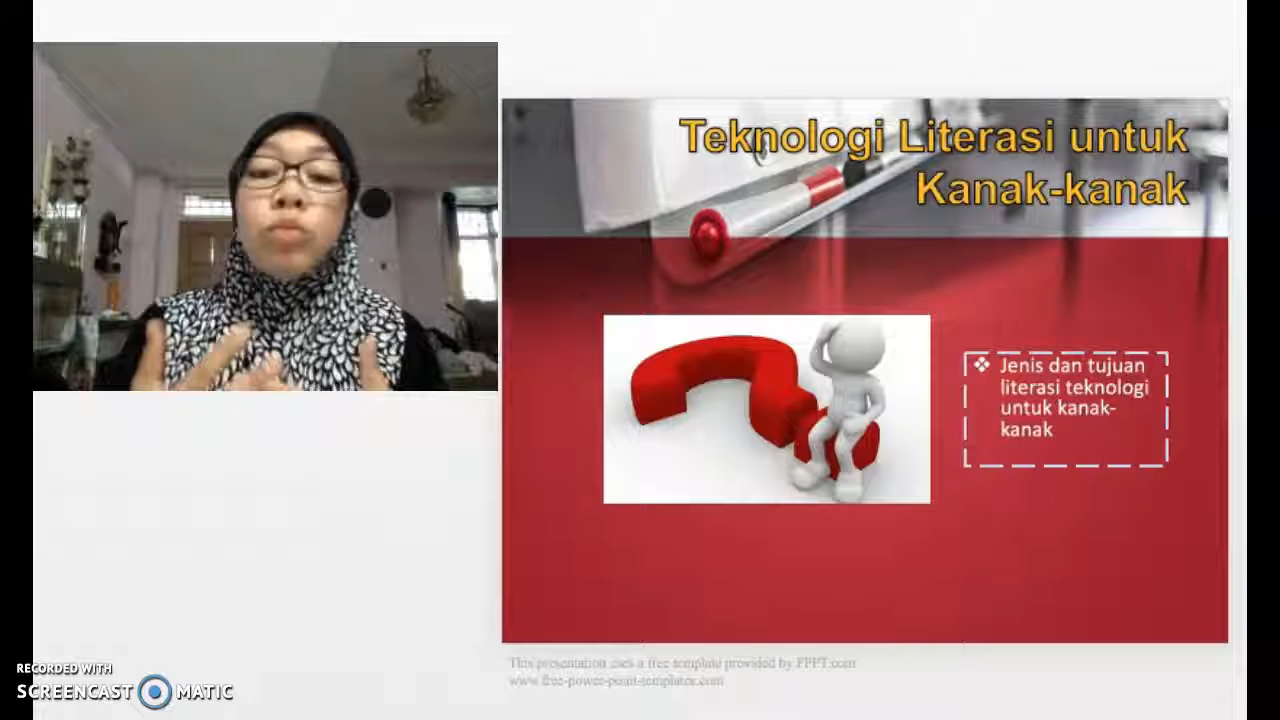 Teknologi Literasi untuk
Kanak-kanak
❖ Jenis dan tujuan
literasi teknologi
untuk kanak-
kanak
This presentation uses a free template provided by FPPT.com
www.free-power-point-templates.com
RECORDED WITH
SCREENCAST MATIC